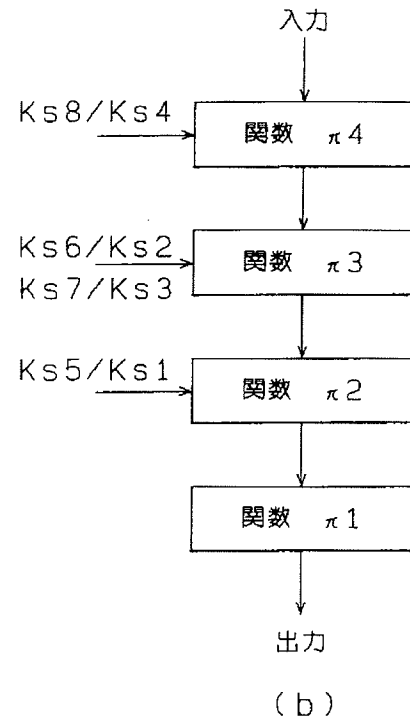 入力
Ks8/Ks4
関数 π4
Ks6/Ks2
Ks7/Ks3
関数 π3
Ks5/Ks1
関数 π2
関数 π1
出力
(b)